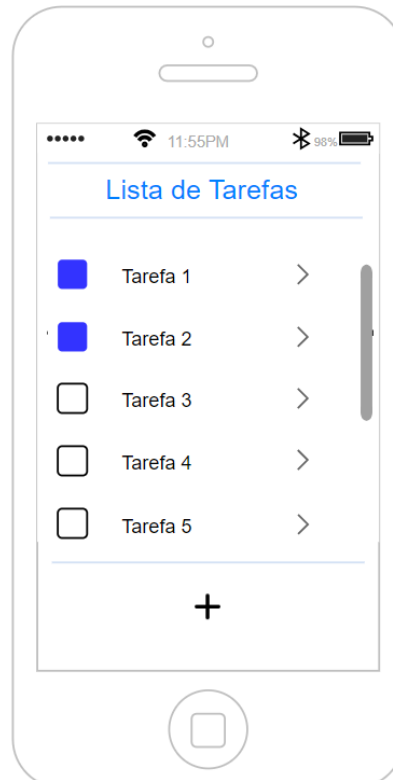 11:55PM 98%
Lista de Tarefas
Tarefa 1
Tarefa 2
Tarefa 3
Tarefa 4
Tarefa 5
+